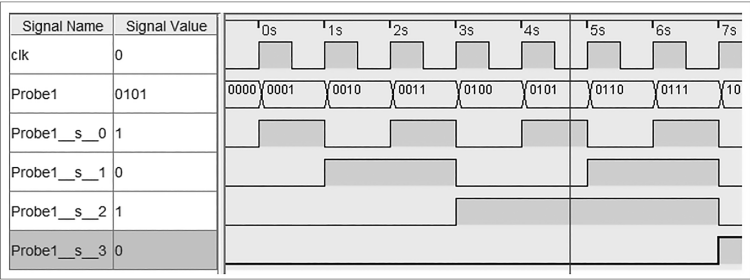 Signal Name Signal Value 0s 1s 2s 3s 4s 5s 6s 7s
clk 0
Probe1 0101 0000 0001 0010 0011 0100 0101 0110 0111 10
Probe1__s__0 1
Probe1__s__1 0
Probe1__s__2 1
Probe1__s__3 0